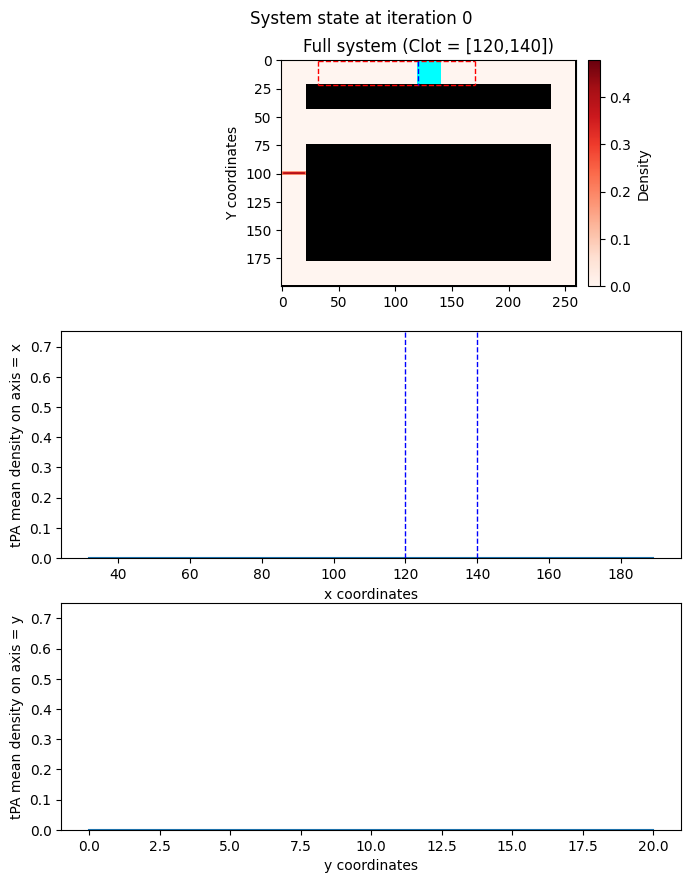 System state at iteration 0
Full system (Clot = [120,140])
0
25
50
75
100
125
150
175
Y coordinates
0 50 100 150 200 250
0.4
0.3
0.2
0.1
0.0
Density
0.7
0.6
0.5
0.4
0.3
0.2
0.1
0.0
tPA mean density on axis = x
40 60 80 100 120 140 160 180
x coordinates
0.7
0.6
0.5
0.4
0.3
0.2
0.1
0.0
tPA mean density on axis = y
0.0 2.5 5.0 7.5 10.0 12.5 15.0 17.5 20.0
y coordinates